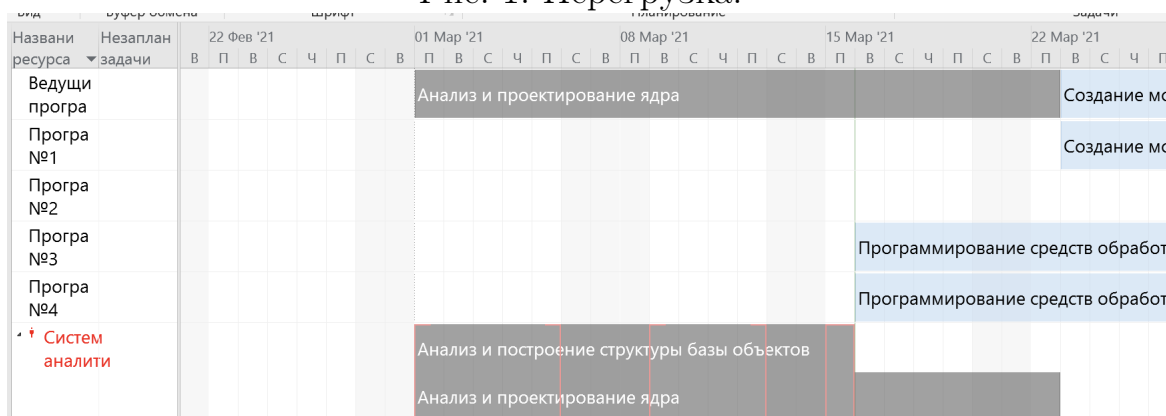 Рис. 1. Перегрузка.
Вид Буфер обмена Шрифт Планирование Задачи
Названи Незаплан 22 Фев '21 01 Мар '21 08 Мар '21 15 Мар '21 22 Мар '21
ресурса задачи В П В С Ч П С В П В С Ч П С В П В С Ч П С В П В С Ч П С В П В С Ч П
Ведущи
програ
Анализ и проектирование ядра
Создание мо
Програ
№1
Создание мо
Програ
№2
Програ
№3
Программирование средств обработ
Програ
№4
Программирование средств обработ
Систем
аналити
Анализ и построение структуры базы объектов
Анализ и проектирование ядра